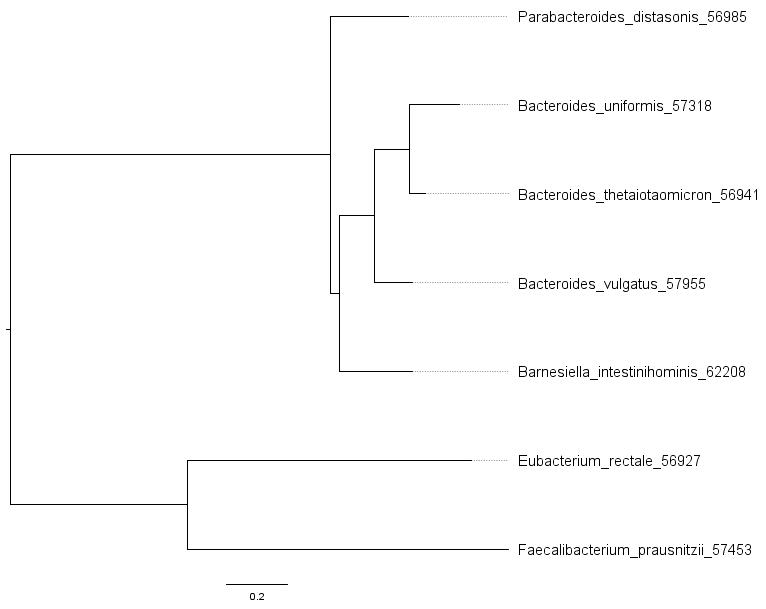 Parabacteroides_distasonis_56985
Bacteroides_uniformis_57318
Bacteroides_thetaiotaomicron_56941
Bacteroides_vulgatus_57955
Barnesiella_intestinihominis_62208
Eubacterium_rectale_56927
Faecalibacterium_prausnitzii_57453
0.2